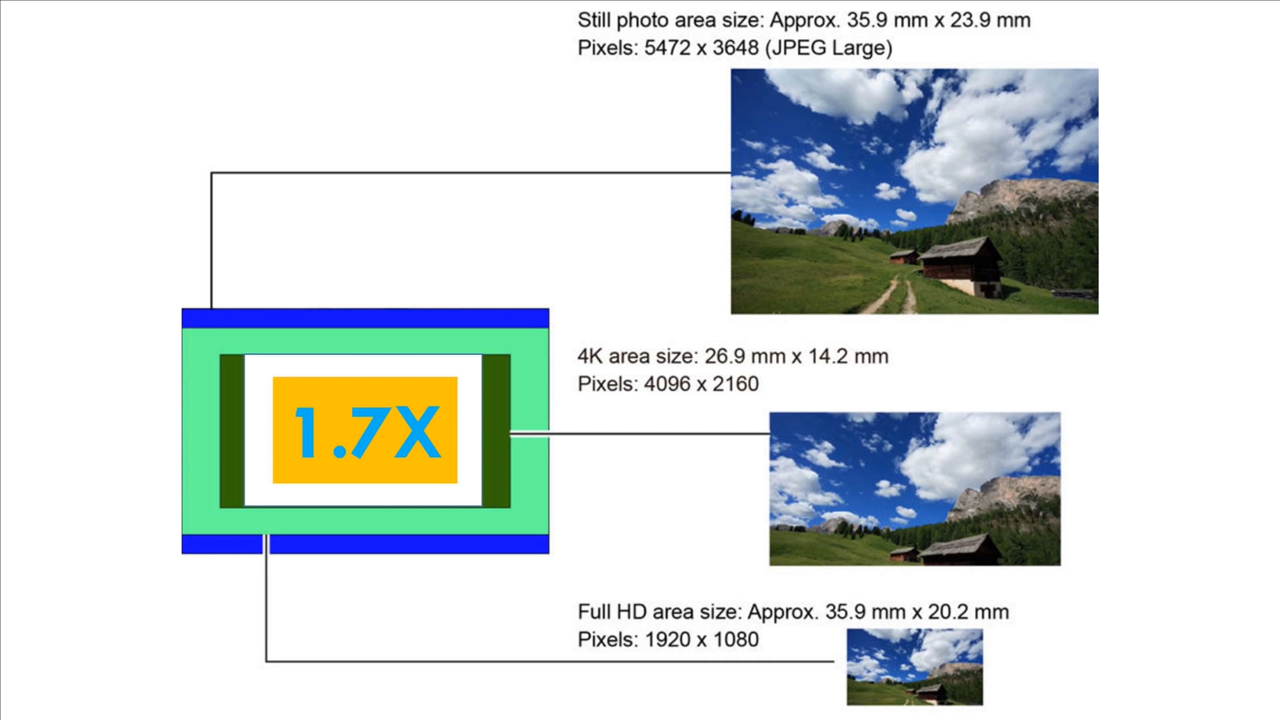 Still photo area size: Approx. 35.9 mm x 23.9 mm
Pixels: 5472 x 3648 (JPEG Large)
4K area size: 26.9 mm x 14.2 mm
Pixels: 4096 x 2160
1.7X
Full HD area size: Approx. 35.9 mm x 20.2 mm
Pixels: 1920 x 1080